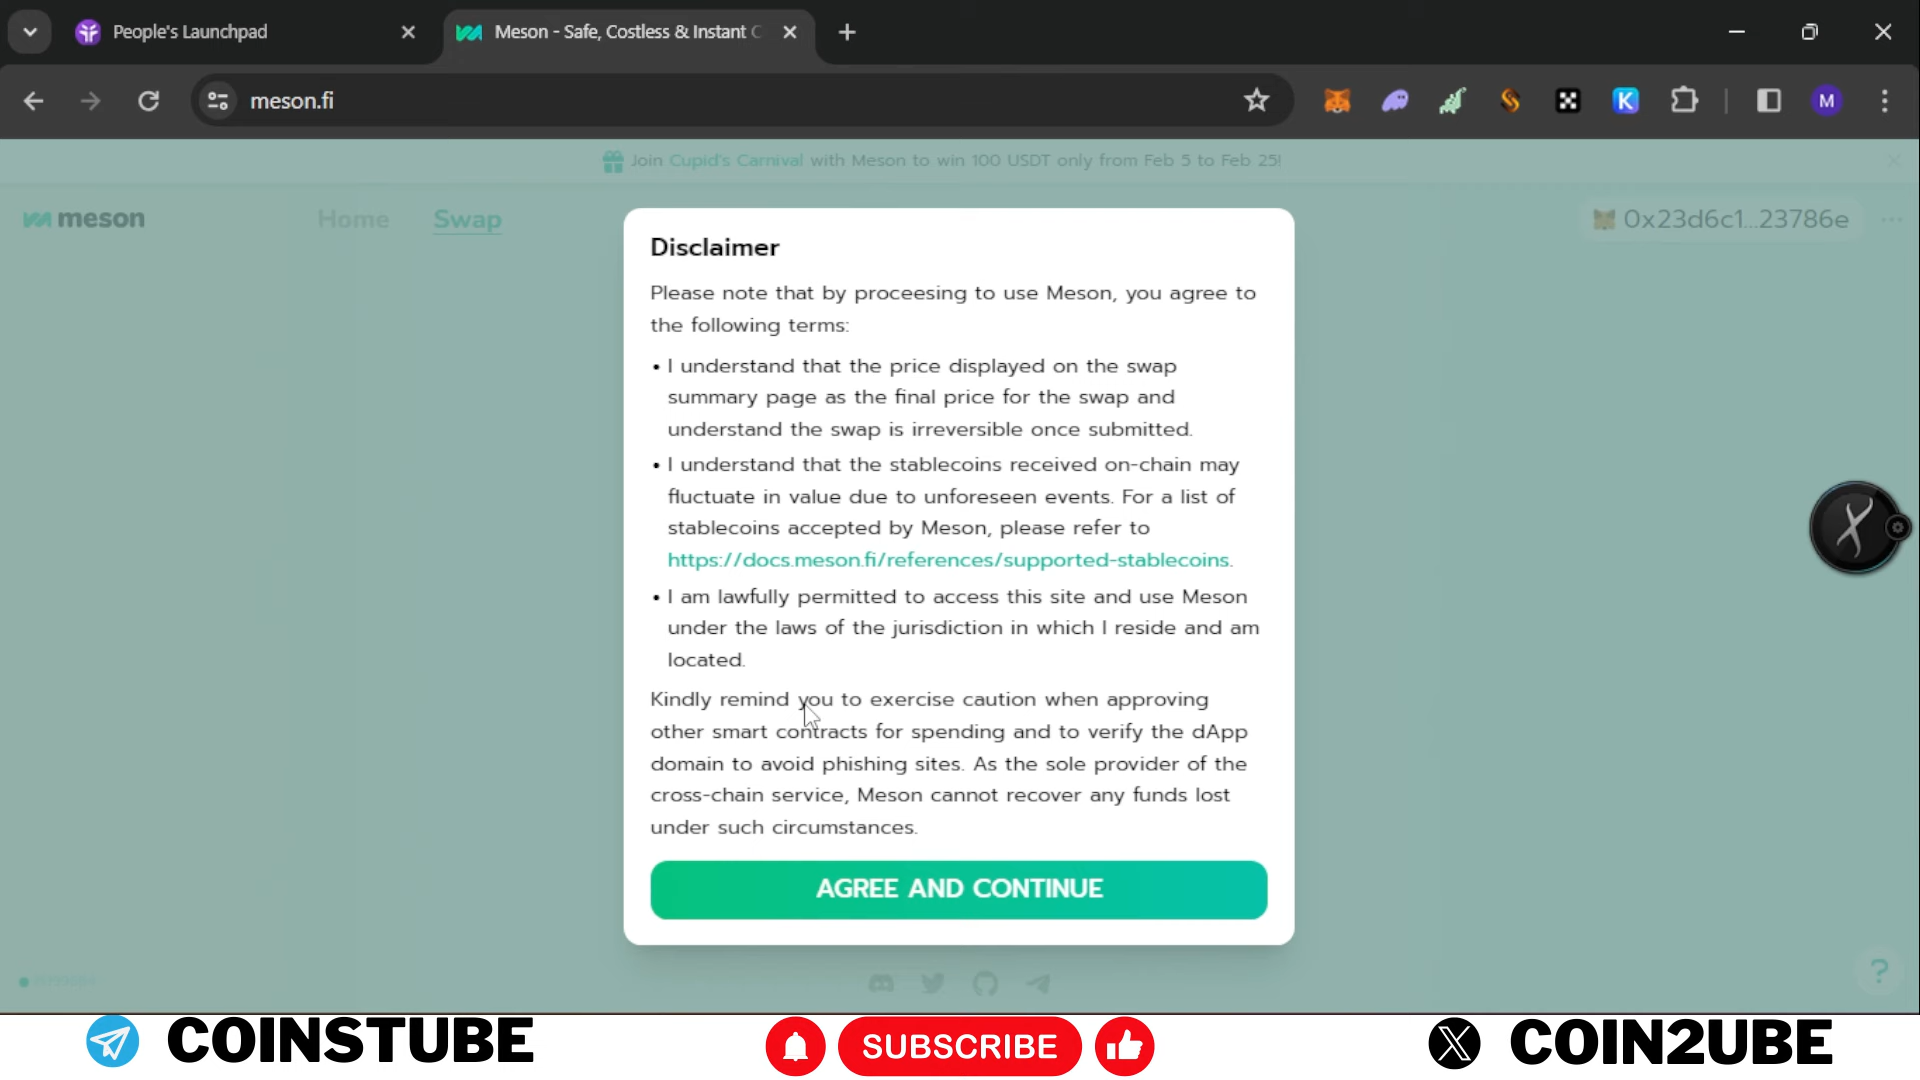 People's Launchpad
Meson - Safe, Costless & Instant C
meson.fi
K
M
Join Cupid's Carnival with Meson to win 100 USDT only from Feb 5 to Feb 25!
meson
Home
Swap
0x23d6c1...23786e
Disclaimer
Please note that by proceesing to use Meson, you agree to
the following terms:
• I understand that the price displayed on the swap
summary page as the final price for the swap and
understand the swap is irreversible once submitted.
• I understand that the stablecoins received on-chain may
fluctuate in value due to unforeseen events. For a list of
stablecoins accepted by Meson, please refer to
https://docs.meson.fi/references/supported-stablecoins.
• I am lawfully permitted to access this site and use Meson
under the laws of the jurisdiction in which I reside and am
located.
Kindly remind you to exercise caution when approving
other smart contracts for spending and to verify the dApp
domain to avoid phishing sites. As the sole provider of the
cross-chain service, Meson cannot recover any funds lost
under such circumstances.
AGREE AND CONTINUE
?
COINSTUBE
SUBSCRIBE
COIN2UBE